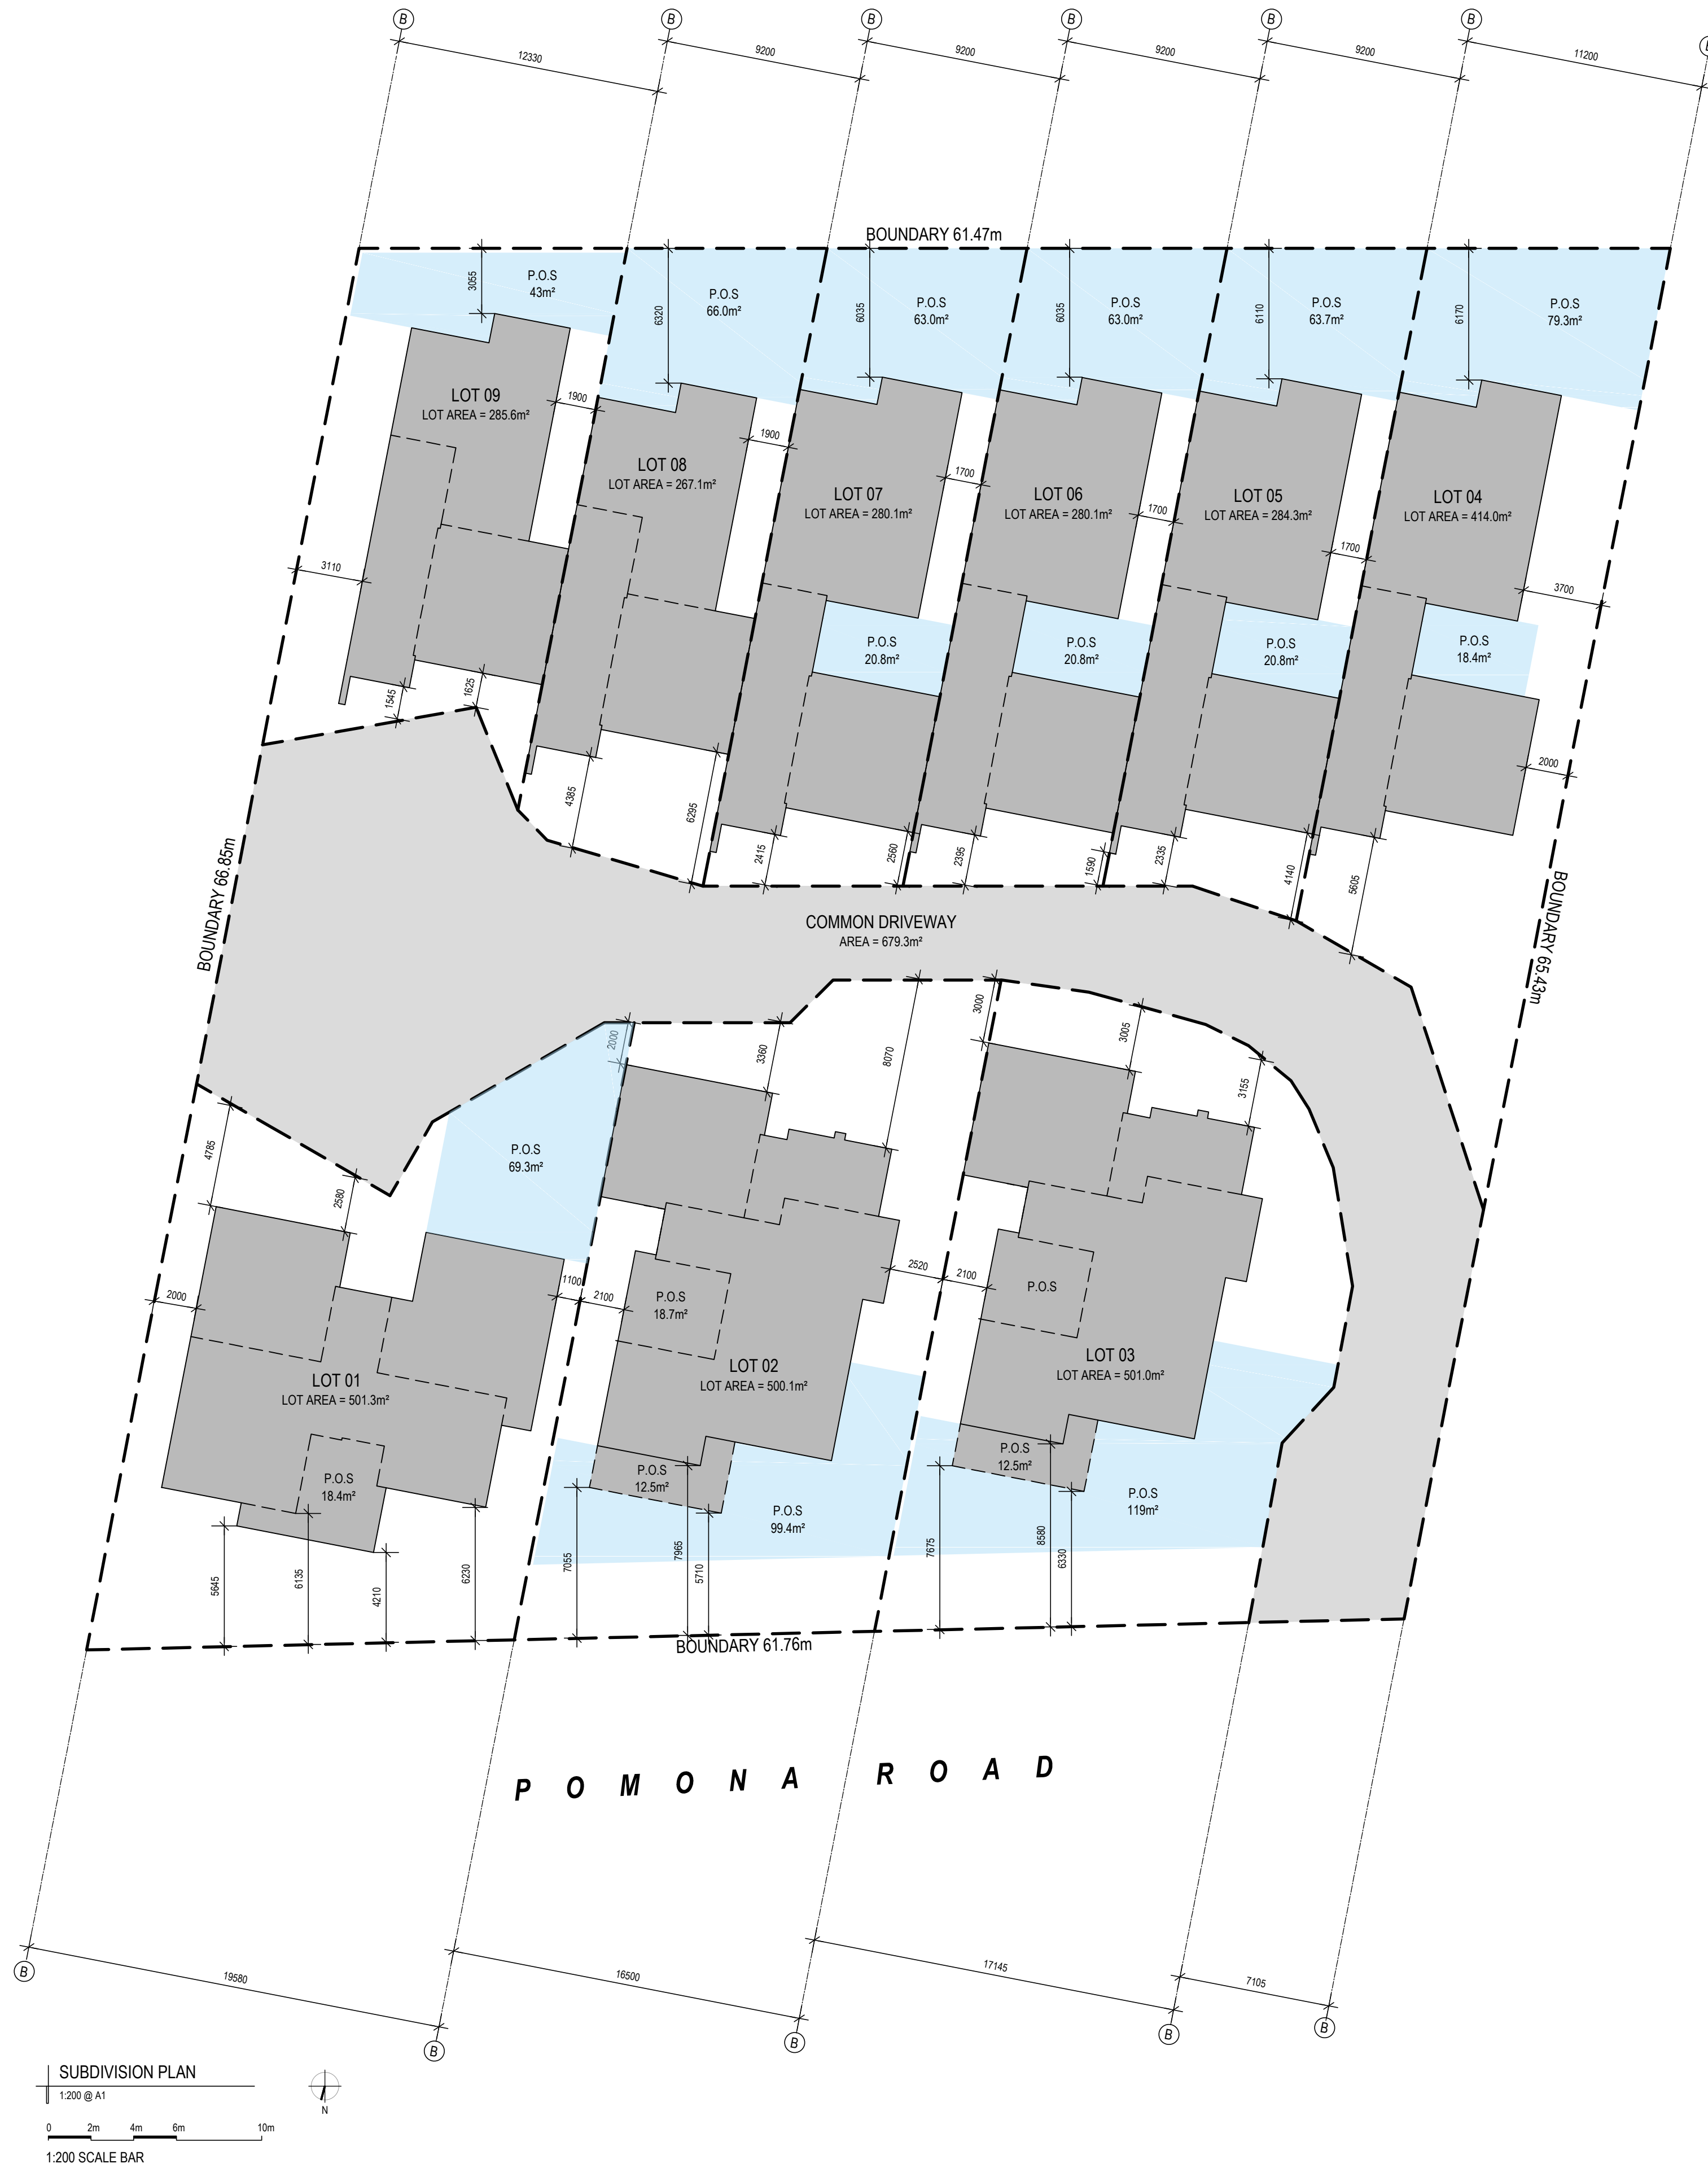 B
B
B
B
B
B
12330
9200
9200
9200
9200
11200
BOUNDARY 61.47m
3055
P.O.S
43m²
6320
P.O.S
66.0m²
6035
P.O.S
63.0m²
6035
P.O.S
63.0m²
6110
P.O.S
63.7m²
6170
P.O.S
79.3m²
LOT 09
LOT AREA = 285.6m²
1900
LOT 08
LOT AREA = 267.1m²
1900
LOT 07
LOT AREA = 280.1m²
1700
LOT 06
LOT AREA = 280.1m²
1700
LOT 05
LOT AREA = 284.3m²
1700
LOT 04
LOT AREA = 414.0m²
3110
3700
P.O.S
20.8m²
P.O.S
20.8m²
P.O.S
20.8m²
P.O.S
18.4m²
1545
1625
4385
6295
2415
2560
2395
1590
2335
4140
5605
2000
BOUNDARY 66.85m
COMMON DRIVEWAY
AREA = 679.3m²
BOUNDARY 65.43m
2000
3360
8070
3000
3005
3155
4785
2580
P.O.S
69.3m²
2000
1100
2100
2520
2100
P.O.S
18.7m²
P.O.S
LOT 01
LOT AREA = 501.3m²
LOT 02
LOT AREA = 500.1m²
LOT 03
LOT AREA = 501.0m²
P.O.S
18.4m²
P.O.S
12.5m²
P.O.S
12.5m²
P.O.S
99.4m²
P.O.S
119m²
5645
6135
4210
6230
7055
7965
5710
7675
8580
6330
BOUNDARY 61.76m
POMONA ROAD
19580
16500
17145
7105
B
B
B
B
B
SUBDIVISION PLAN
1:200 @ A1
N
0 2m 4m 6m 10m
1:200 SCALE BAR